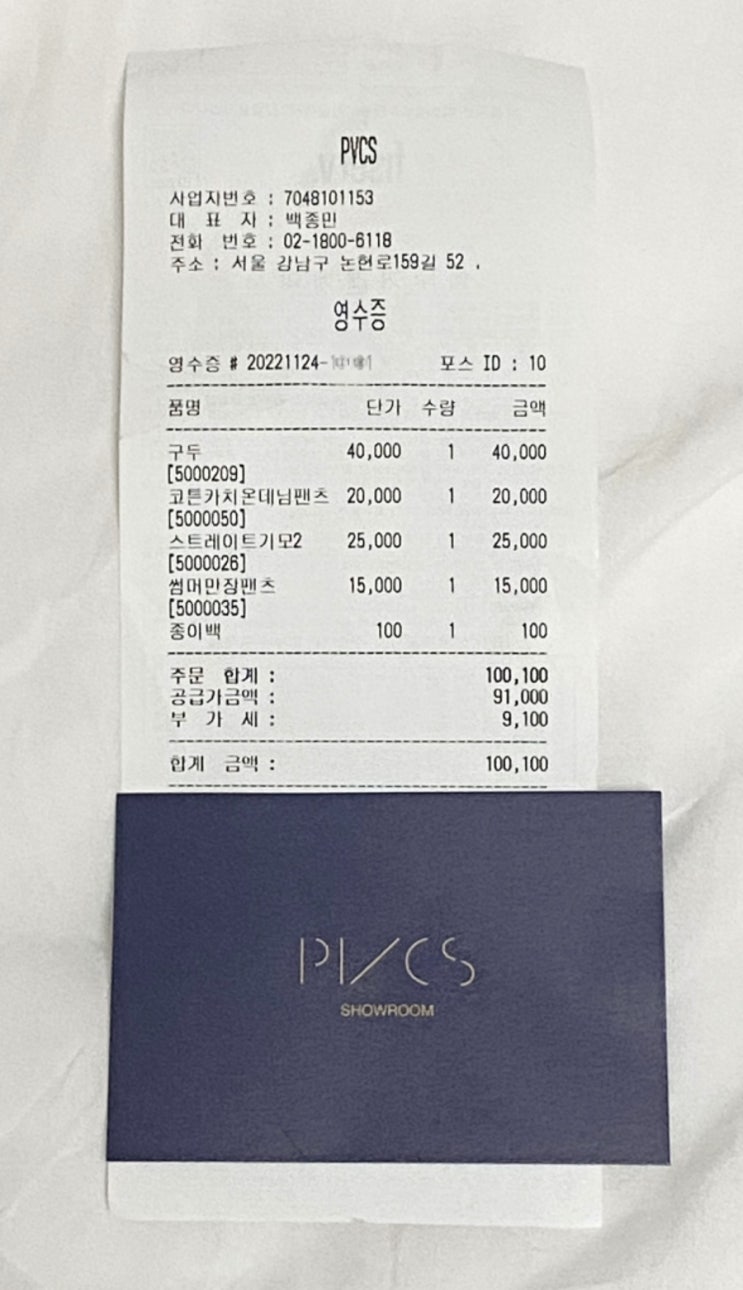 PVCS
사업자번호 : 7048101153
대 표 자 : 백종민
전화 번호 : 02-1800-6118
주소 : 서울 강남구 논현로159길 52 .
영수증
영수증 # 20221124- 포스 ID : 10
품명 단가 수량 금액
구두 40,000 1 40,000
[5000209]
코튼카치온데님팬츠 20,000 1 20,000
[5000050]
스트레이트기모2 25,000 1 25,000
[5000026]
썸머만장팬츠 15,000 1 15,000
[5000035]
종이백 100 1 100
주문 합계 : 100,100
공급가금액 : 91,000
부 가 세 : 9,100
합계 금액 : 100,100
PVCS
SHOWROOM